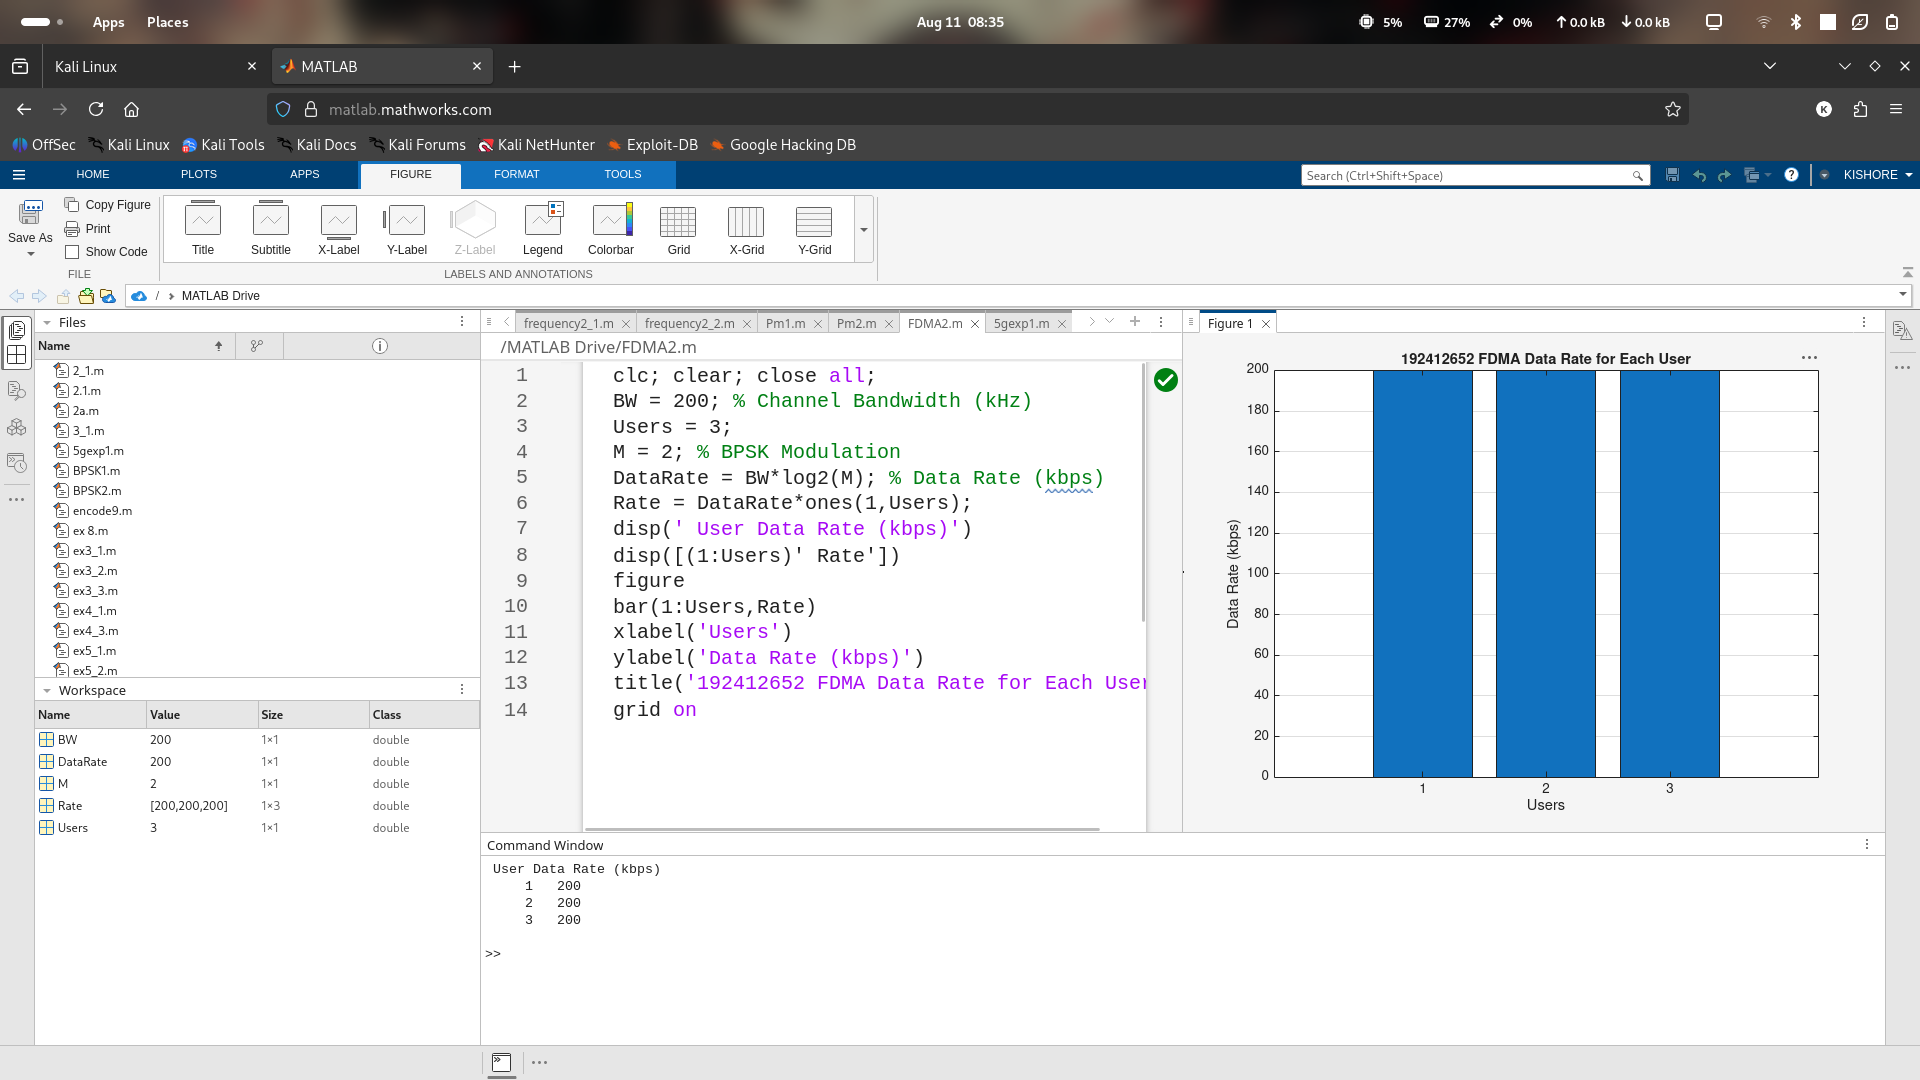 Apps Places Aug 11 08:35 5% 27% 0% 0.0 kB 0.0 kB
Kali Linux MATLAB
matlab.mathworks.com K
OffSec Kali Linux Kali Tools Kali Docs Kali Forums Kali NetHunter Exploit-DB Google Hacking DB
HOME PLOTS APPS FIGURE FORMAT TOOLS Search (Ctrl+Shift+Space) KISHORE
Save As
Copy Figure
Print
Show Code
FILE
Title Subtitle X-Label Y-Label Z-Label Legend Colorbar Grid X-Grid Y-Grid
LABELS AND ANNOTATIONS
/ MATLAB Drive
Files
Name
2_1.m
2.1.m
2a.m
3_1.m
5gexp1.m
BPSK1.m
BPSK2.m
encode9.m
ex 8.m
ex3_1.m
ex3_2.m
ex3_3.m
ex4_1.m
ex4_3.m
ex5_1.m
ex5_2.m
Workspace
Name Value Size Class
BW 200 1×1 double
DataRate 200 1×1 double
M 2 1×1 double
Rate [200,200,200] 1×3 double
Users 3 1×1 double
frequency2_1.m frequency2_2.m Pm1.m Pm2.m FDMA2.m 5gexp1.m
/MATLAB Drive/FDMA2.m
1 clc; clear; close all;
2 BW = 200; % Channel Bandwidth (kHz)
3 Users = 3;
4 M = 2; % BPSK Modulation
5 DataRate = BW*log2(M); % Data Rate (kbps)
6 Rate = DataRate*ones(1,Users);
7 disp(' User Data Rate (kbps)')
8 disp([(1:Users)' Rate'])
9 figure
10 bar(1:Users,Rate)
11 xlabel('Users')
12 ylabel('Data Rate (kbps)')
13 title('192412652 FDMA Data Rate for Each User
14 grid on
Figure 1
192412652 FDMA Data Rate for Each User
200
180
160
140
120
100
80
60
40
20
0
Data Rate (kbps)
1 2 3
Users
Command Window
User Data Rate (kbps)
1 200
2 200
3 200
>>